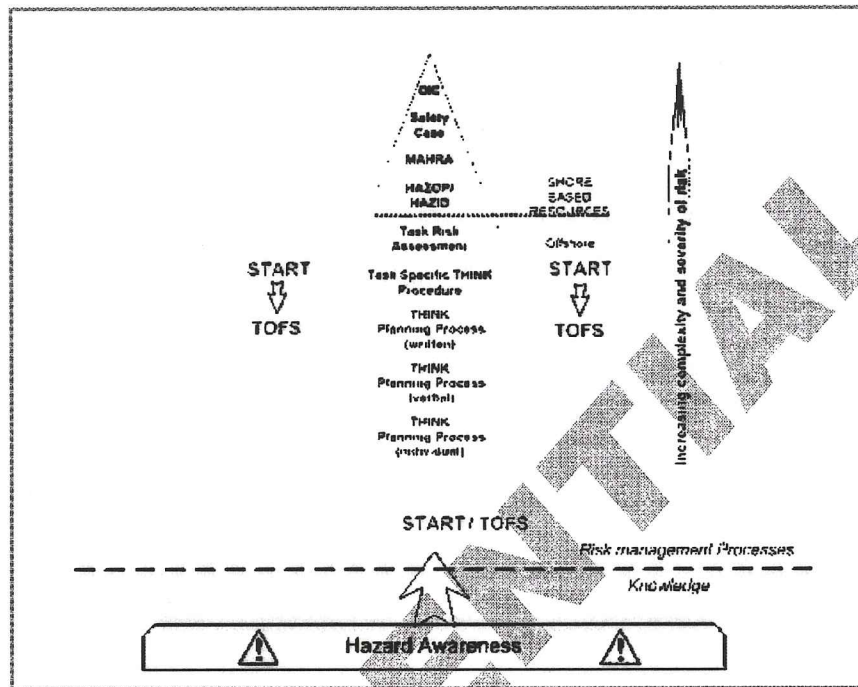 OIC
Safety
Case
MAHRA
HAZOP/
HAZID
SHORE
BASED
RESOURCES
Task Risk
Assessment
Offshore
START
TOFS
Task Specific THINK
Procedure
START
TOFS
THINK
Planning Process
(written)
THINK
Planning Process
(verbal)
THINK
Planning Process
(individual)
Increasing complexity and severity of risk
START / TOFS
Risk management Processes
Knowledge
Hazard Awareness
ENTIAL